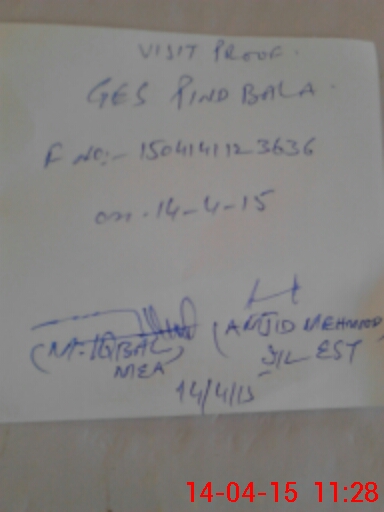 VISIT PROOF.
GES PIND BALA.
F NO:- 150414112 3636
on. 14-4-15
(M. IQBAL)
MEA
(AMJID MEHMOOD
S/L EST
14/4/15
14-04-15 11:28